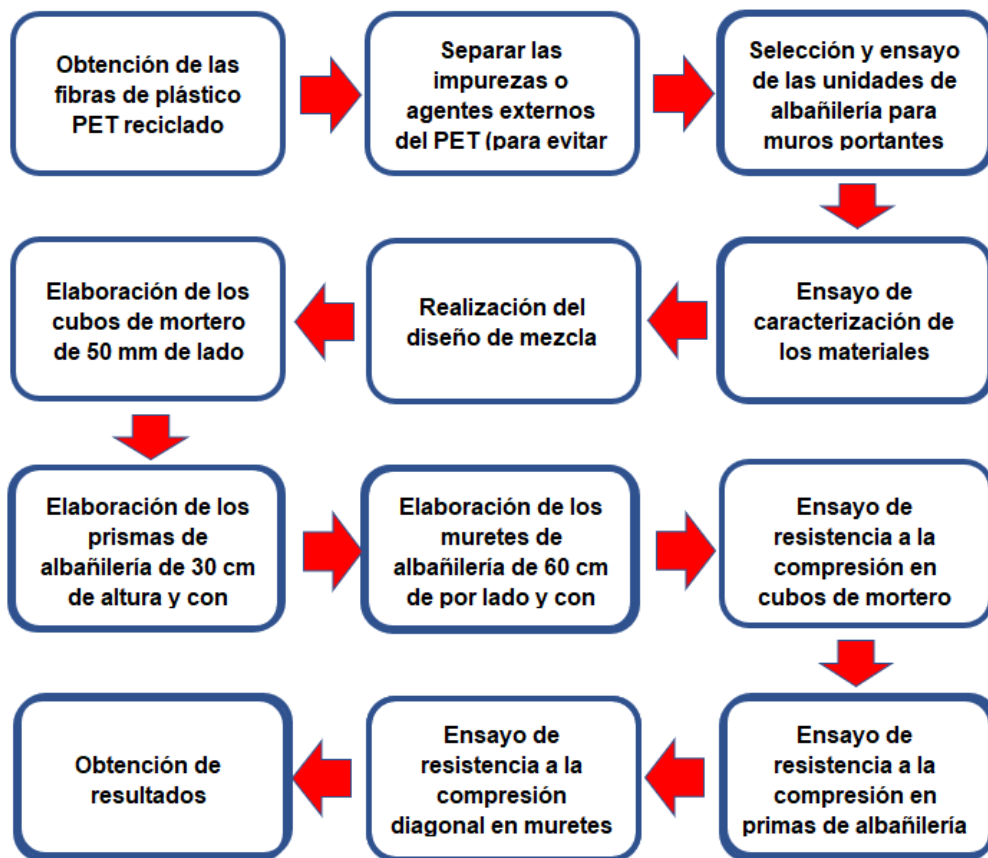 Obtención de las
fibras de plástico
PET reciclado
Separar las
impurezas o
agentes externos
del PET (para evitar
Selección y ensayo
de las unidades de
albañilería para
muros portantes
Ensayo de
caracterización de
los materiales
Realización del
diseño de mezcla
Elaboración de los
cubos de mortero
de 50 mm de lado
Elaboración de los
prismas de
albañilería de 30 cm
de altura y con
Elaboración de los
muretes de
albañilería de 60 cm
de por lado y con
Ensayo de
resistencia a la
compresión en
cubos de mortero
Ensayo de
resistencia a la
compresión en
primas de albañilería
Ensayo de
resistencia a la
compresión
diagonal en muretes
Obtención de
resultados